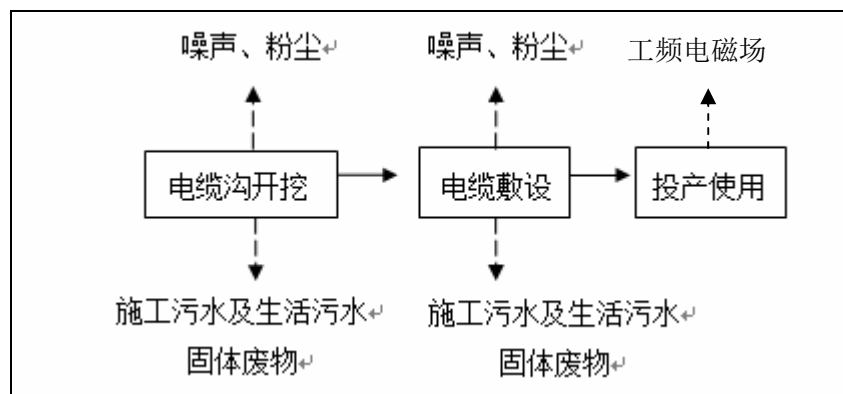 噪声、粉尘 噪声、粉尘 工频电磁场
电缆沟开挖 电缆敷设 投产使用
施工污水及生活污水 施工污水及生活污水
固体废物 固体废物